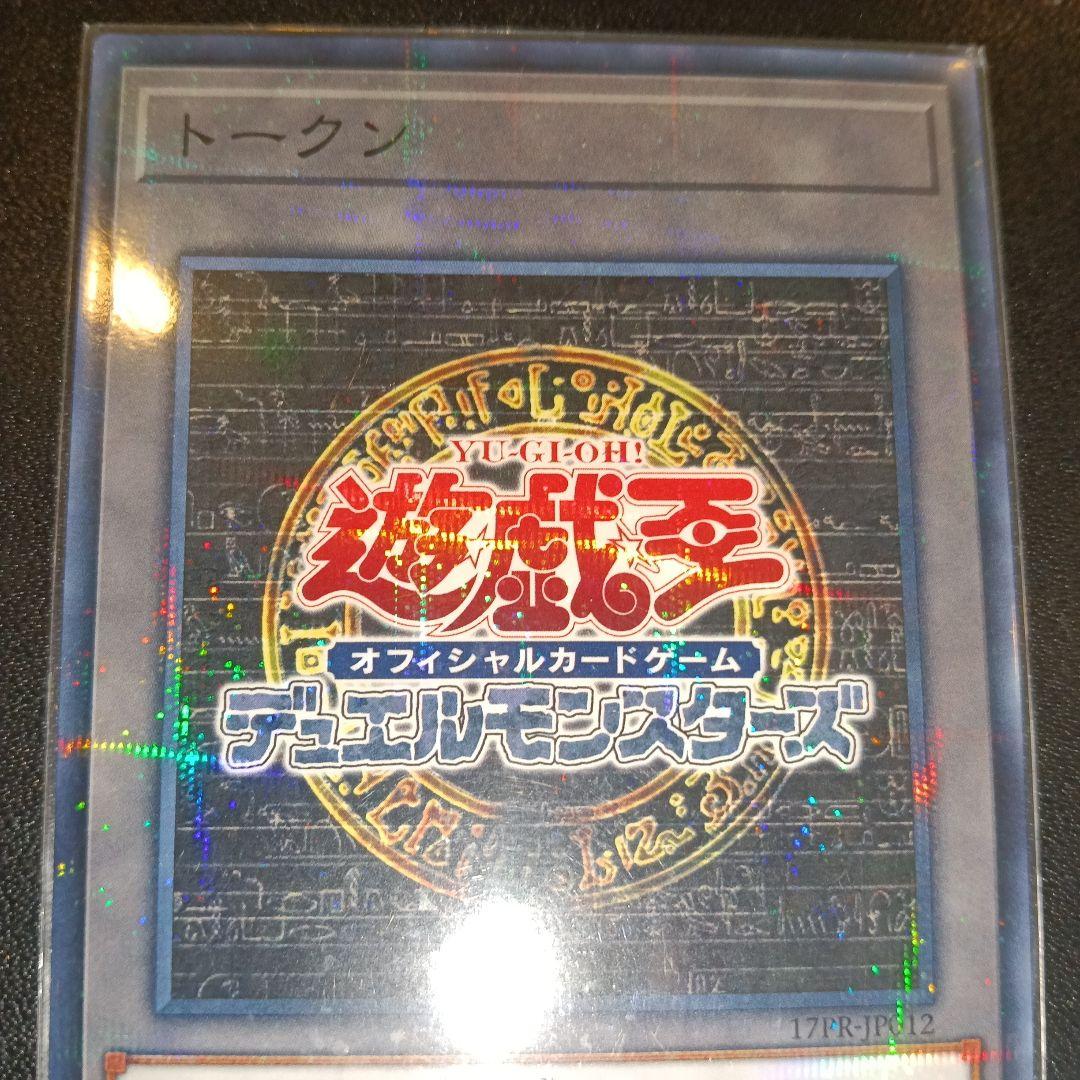 トークン
YU-GI-OH!
遊戯王
オフィシャルカードゲーム
デュエルモンスターズ
17PR-JP012